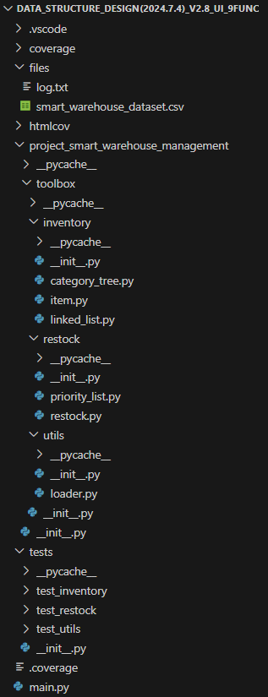 DATA_STRUCTURE_DESIGN(2024.7.4)_V2.8_UI_9FUNC
.vscode
coverage
files
log.txt
smart_warehouse_dataset.csv
htmlcov
project_smart_warehouse_management
__pycache__
toolbox
__pycache__
inventory
__pycache__
__init__.py
category_tree.py
item.py
linked_list.py
restock
__pycache__
__init__.py
priority_list.py
restock.py
utils
__pycache__
__init__.py
loader.py
__init__.py
__init__.py
tests
__pycache__
test_inventory
test_restock
test_utils
__init__.py
.coverage
main.py